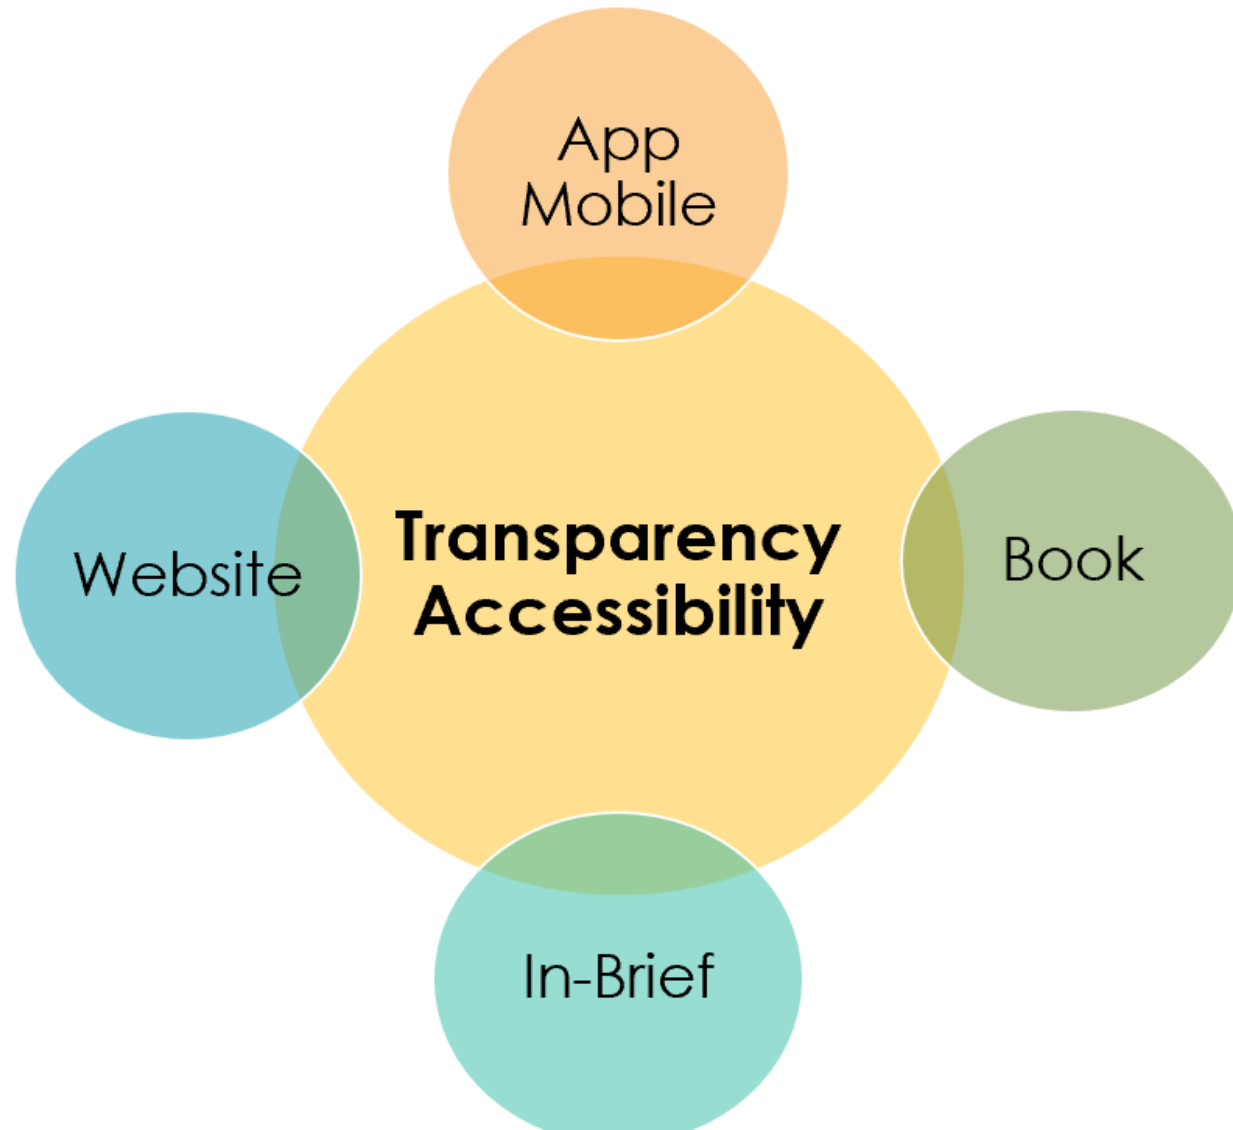 App
Mobile
Website
Transparency
Accessibility
Book
In-Brief